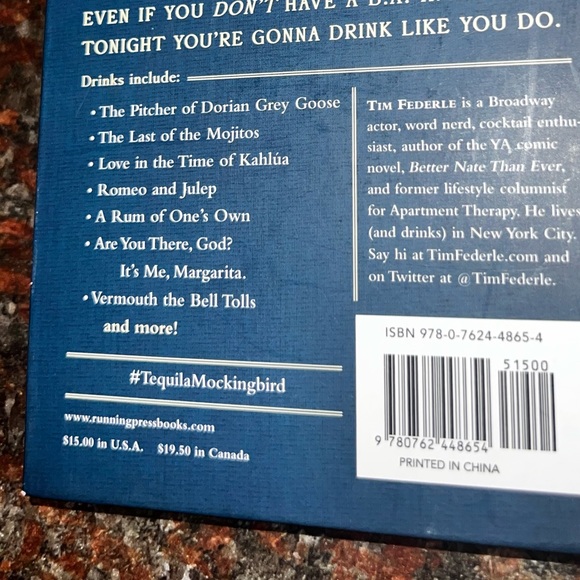 EVEN IF YOU DON'T HAVE A B.A.
TONIGHT YOU'RE GONNA DRINK LIKE YOU DO.
Drinks include:
• The Pitcher of Dorian Grey Goose
• The Last of the Mojitos
• Love in the Time of Kahlúa
• Romeo and Julep
• A Rum of One's Own
• Are You There, God?
It's Me, Margarita.
• Vermouth the Bell Tolls
and more!
#TequilaMockingbird
www.runningpressbooks.com
$15.00 in U.S.A. $19.50 in Canada
TIM FEDERLE is a Broadway
actor, word nerd, cocktail enthu-
siast, author of the YA comic
novel, Better Nate Than Ever,
and former lifestyle columnist
for Apartment Therapy. He lives
(and drinks) in New York City.
Say hi at TimFederle.com and
on Twitter at @TimFederle.
ISBN 978-0-7624-4865-4
51500
9 780762 448654
PRINTED IN CHINA